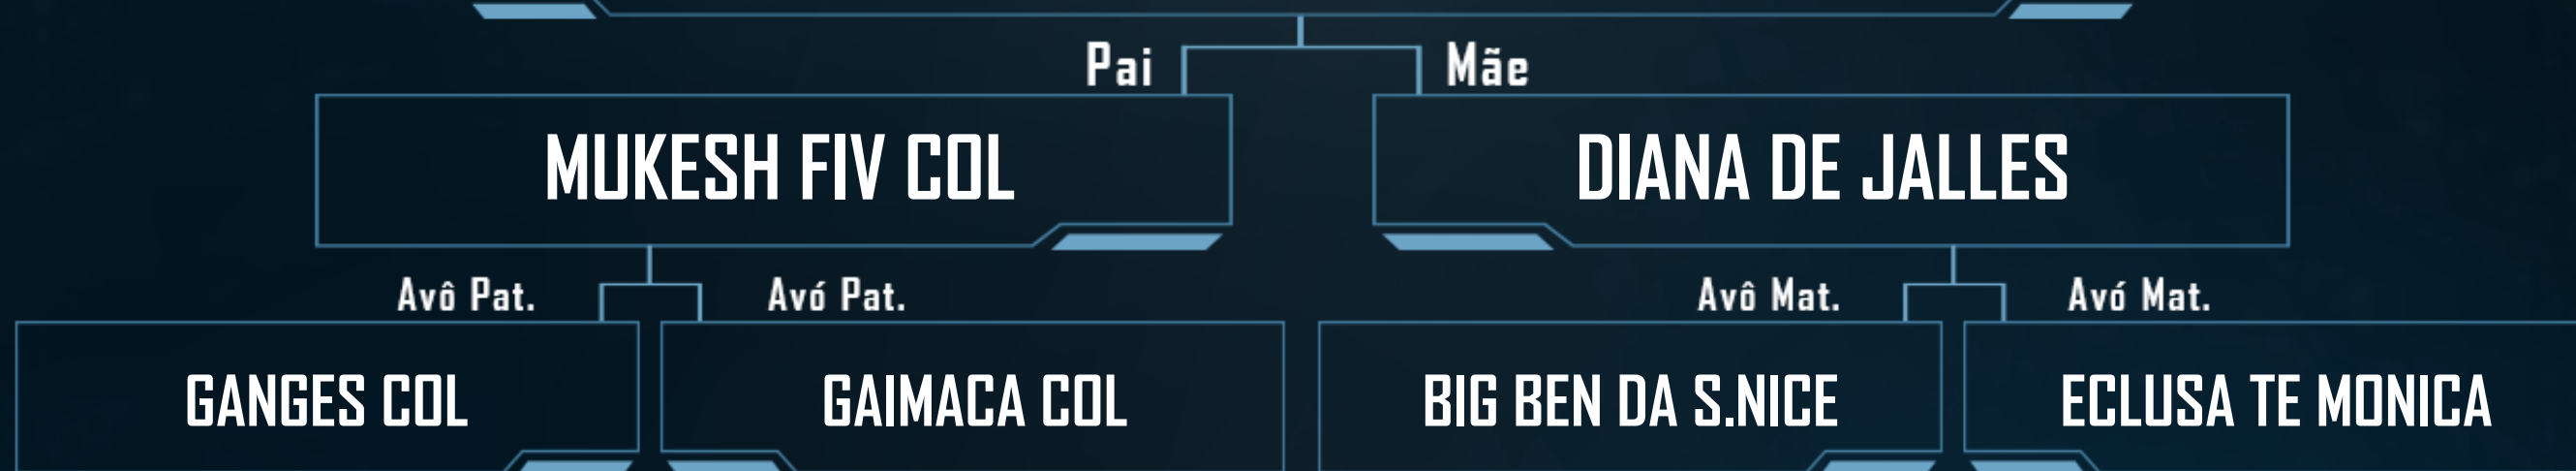 Pai Mãe
MUKESH FIV COL DIANA DE JALLES
Avô Pat. Avó Pat. Avô Mat. Avó Mat.
GANGES COL GAIMACA COL BIG BEN DA S.NICE ECLUSA TE MONICA